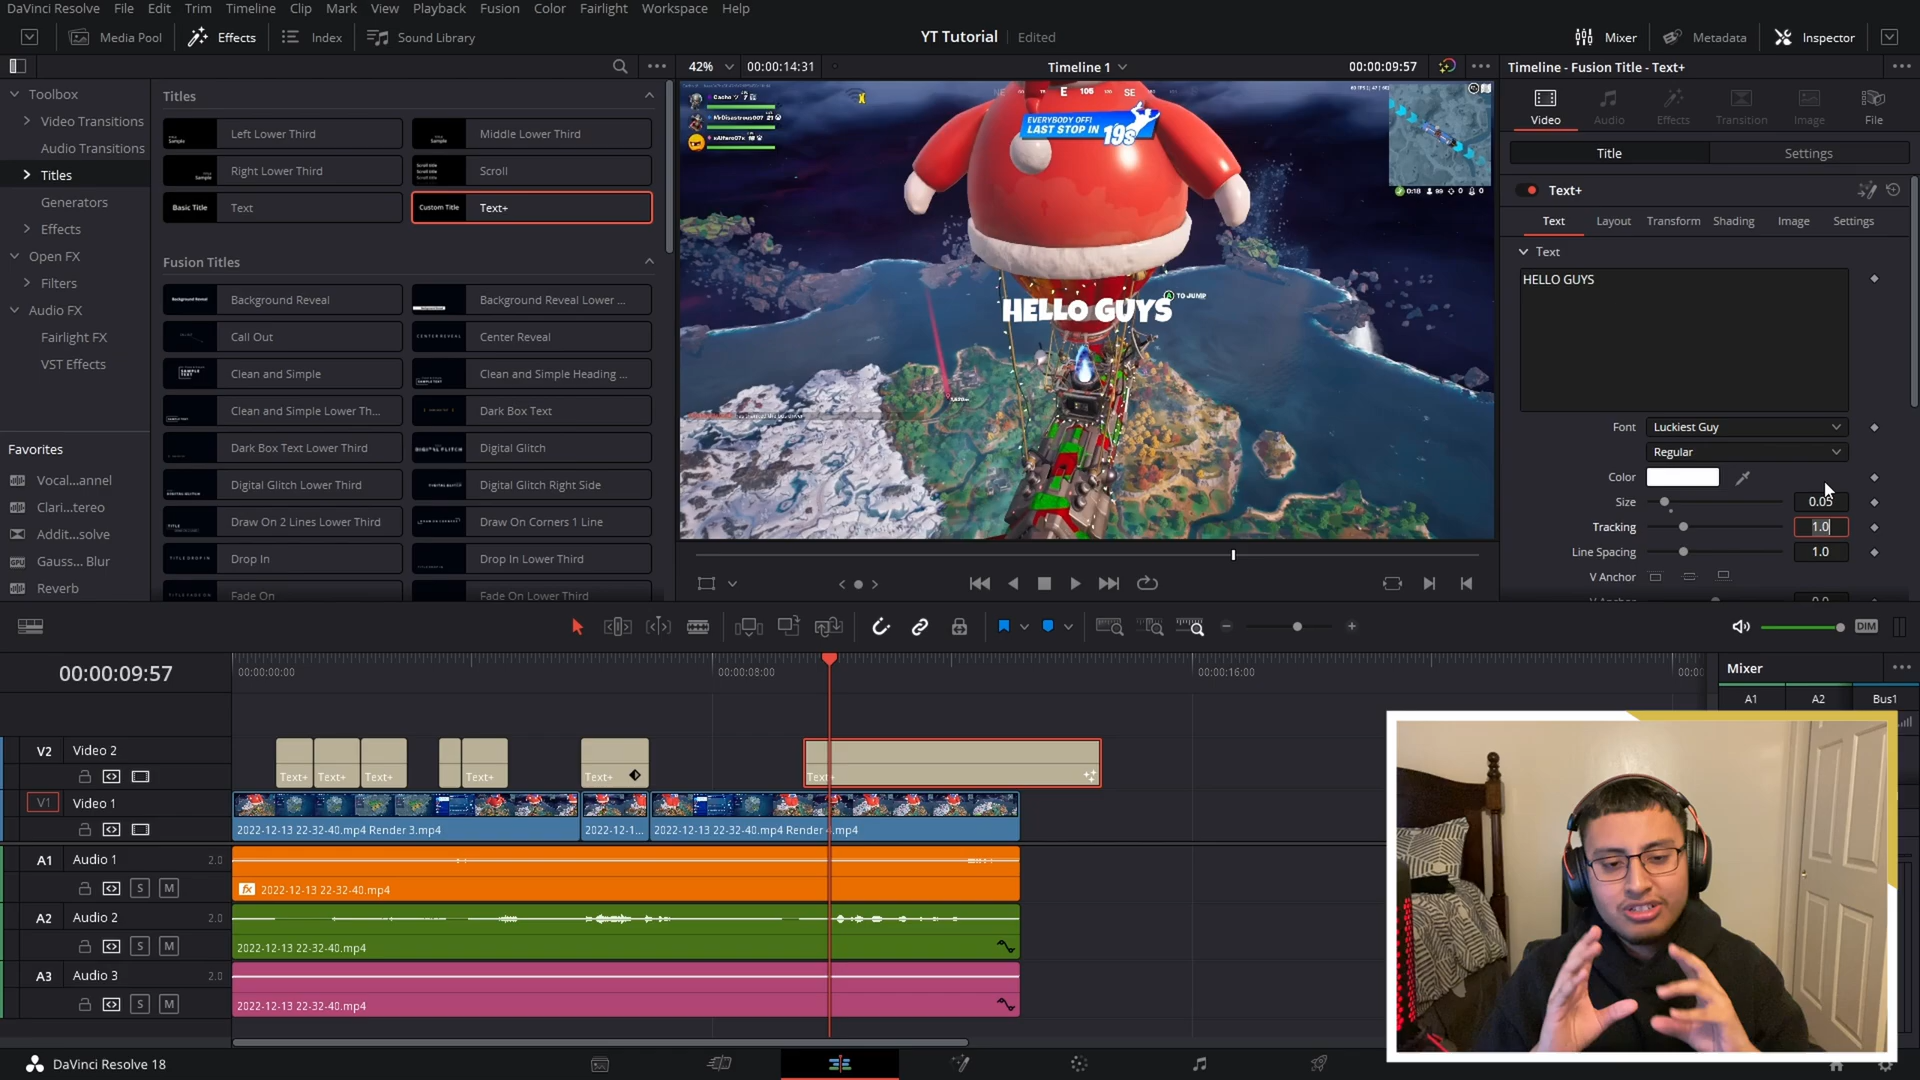 DaVinci Resolve File Edit Trim Timeline Clip Mark View Playback Fusion Color Fairlight Workspace Help
Media Pool Effects Index Sound Library
YT Tutorial Edited
Mixer Metadata Inspector
42% 00:00:14:31 Timeline 1 00:00:09:57
Timeline - Fusion Title - Text+
Toolbox
Video Transitions
Audio Transitions
Titles
Generators
Effects
Open FX
Filters
Audio FX
Fairlight FX
VST Effects
Favorites
Vocal...annel
Clari...tereo
Addit...solve
Gauss... Blur
Reverb
Titles
Left Lower Third
Middle Lower Third
Right Lower Third
Scroll
Basic Title Text
Custom Title Text+
Fusion Titles
Background Reveal
Background Reveal Lower ...
Call Out
Center Reveal
Clean and Simple
Clean and Simple Heading ...
Clean and Simple Lower Th...
Dark Box Text
Dark Box Text Lower Third
Digital Glitch
Digital Glitch Lower Third
Digital Glitch Right Side
Draw On 2 Lines Lower Third
Draw On Corners 1 Line
Drop In
Drop In Lower Third
Fade On
Fade On Lower Third
NE E 105 SE
EVERYBODY OFF!
LAST STOP IN 19s
HELLO GUYS
TO JUMP
Video Audio Effects Transition Image File
Title Settings
Text+
Text Layout Transform Shading Image Settings
Text
HELLO GUYS
Font Luckiest Guy
Regular
Color
Size 0.05
Tracking 1.0
Line Spacing 1.0
V Anchor
DIM
00:00:09:57
00:00:00:00 00:00:08:00 00:00:16:00
Mixer
A1 A2 Bus1
V2 Video 2
Text+ Text+ Text+ Text+ Text+ Text+
V1 Video 1
2022-12-13 22-32-40.mp4 Render 3.mp4
2022-12-1...
2022-12-13 22-32-40.mp4 Render
.mp4
A1 Audio 1 2.0
S M
fx 2022-12-13 22-32-40.mp4
A2 Audio 2 2.0
S M
2022-12-13 22-32-40.mp4
A3 Audio 3 2.0
S M
2022-12-13 22-32-40.mp4
DaVinci Resolve 18